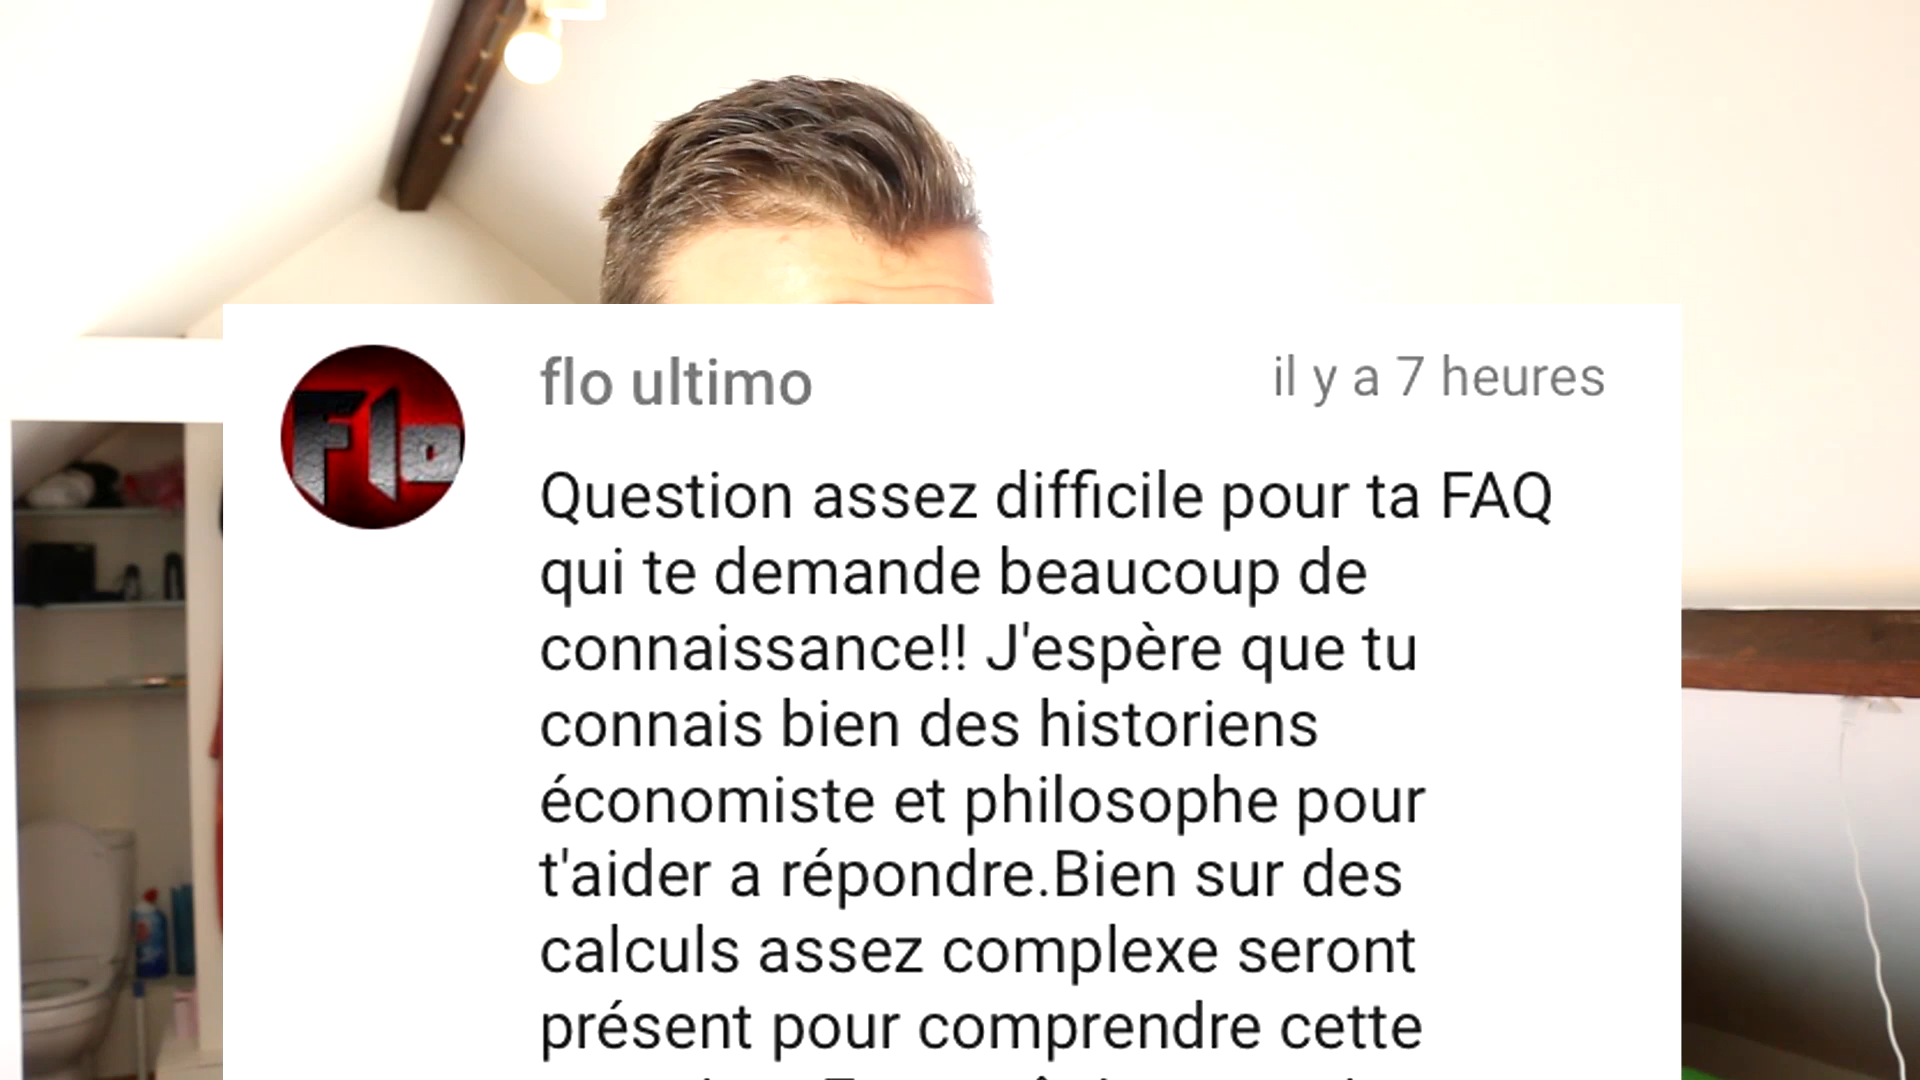 Flo
flo ultimo
il y a 7 heures
Question assez difficile pour ta FAQ
qui te demande beaucoup de
connaissance!! J'espère que tu
connais bien des historiens
économiste et philosophe pour
t'aider a répondre.Bien sur des
calculs assez complexe seront
présent pour comprendre cette